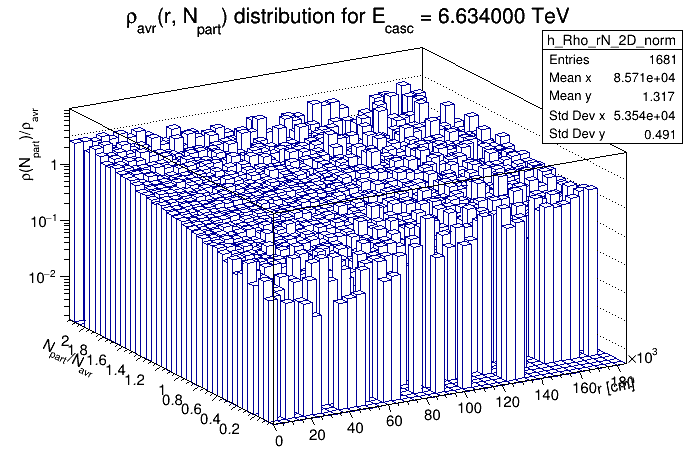 ρavr(r, Npart) distribution for Ecasc = 6.634000 TeV
h_Rho_rN_2D_norm
Entries 1681
Mean x 8.571e+04
Mean y 1.317
Std Dev x 5.354e+04
Std Dev y 0.491
ρ(Npart)/ρavr
1
10−1
10−2
Npart/Navr
2 1.8 1.6 1.4 1.2 1 0.8 0.6 0.4 0.2
0 20 40 60 80 100 120 140 160 180
r [cm]
×103